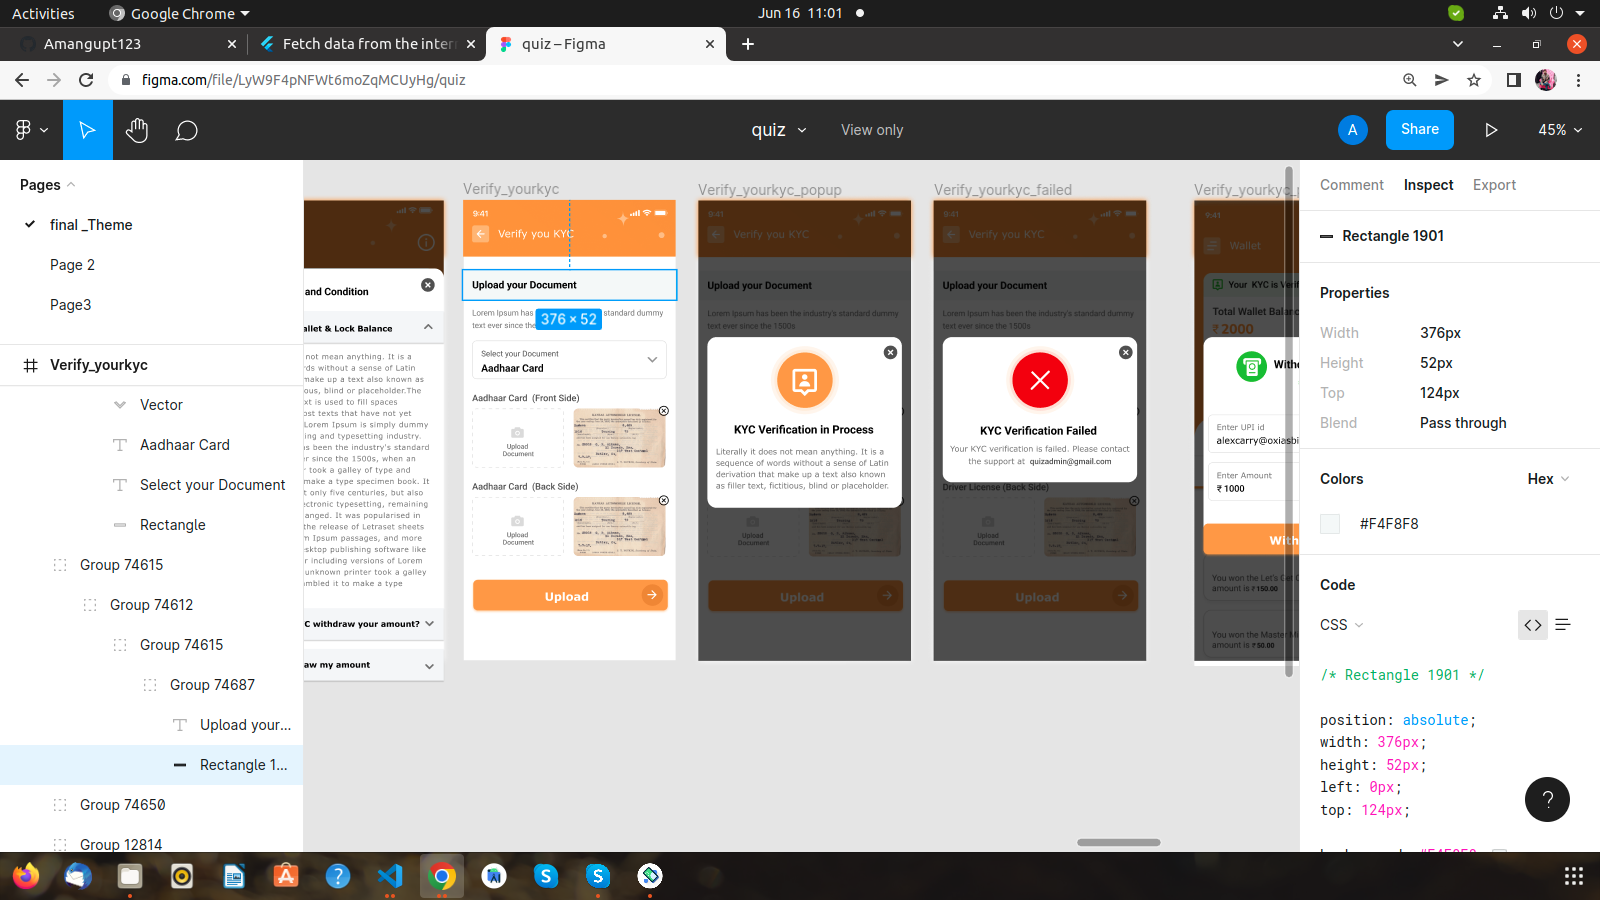 Activities
Google Chrome
Jun 16 11:01
Amangupt123
Fetch data from the inter
quiz – Figma
figma.com/file/LyW9F4pNFWt6moZqMCUyHg/quiz
quiz
View only
A
Share
45%
Pages
final _Theme
Page 2
Page3
Verify_yourkyc
Vector
Aadhaar Card
Select your Document
Rectangle
Group 74615
Group 74612
Group 74615
Group 74687
Upload your...
Rectangle 1...
Group 74650
Group 12814
and Condition
allet & Lock Balance
not mean anything. It is a
rds without a sense of Latin
make up a text also known as
ous, blind or placeholder.The
xt is used to fill spaces
ost texts that have not yet
Lorem Ipsum is simply dummy
ing and typesetting industry.
as been the industry's standard
r since the 1500s, when an
took a galley of type and
make a type specimen book. It
t only five centuries, but also
ectronic typesetting, remaining
anged. It was popularised in
the release of Letraset sheets
m Ipsum passages, and more
sktop publishing software like
r including versions of Lorem
unknown printer took a galley
ambled it to make a type
C withdraw your amount?
aw my amount
Verify_yourkyc
9:41
Verify you KYC
Upload your Document
Lorem Ipsum has
standard dummy
text ever since the
376 × 52
Select your Document
Aadhaar Card
Aadhaar Card (Front Side)
Upload
Document
Aadhaar Card (Back Side)
Upload
Document
Upload
Verify_yourkyc_popup
9:41
Verify you KYC
Upload your Document
Lorem Ipsum has been the industry's standard dummy
text ever since the 1500s
KYC Verification in Process
Literally it does not mean anything. It is a
sequence of words without a sense of Latin
derivation that make up a text also known
as filler text, fictitious, blind or placeholder.
Upload
Document
Upload
Verify_yourkyc_failed
9:41
Verify you KYC
Upload your Document
Lorem Ipsum has been the industry's standard dummy
text ever since the 1500s
KYC Verification Failed
Your KYC verification is failed. Please contact
the support at quizadmin@gmail.com
Driver License (Back Side)
Upload
Document
Upload
Verify_yourkyc_
9:41
Wallet
Your KYC is Ve
Total Wallet Balan
₹ 2000
Withd
Enter UPI id
alexcarry@oxiasbi
Enter Amount
₹ 1000
With
You won the Let's Get C
amount is ₹ 150.00
You won the Master Mi
amount is ₹ 50.00
Comment
Inspect
Export
Rectangle 1901
Properties
Width 376px
Height 52px
Top 124px
Blend Pass through
Colors
Hex
#F4F8F8
Code
CSS
/* Rectangle 1901 */
position: absolute;
width: 376px;
height: 52px;
left: 0px;
top: 124px;
?